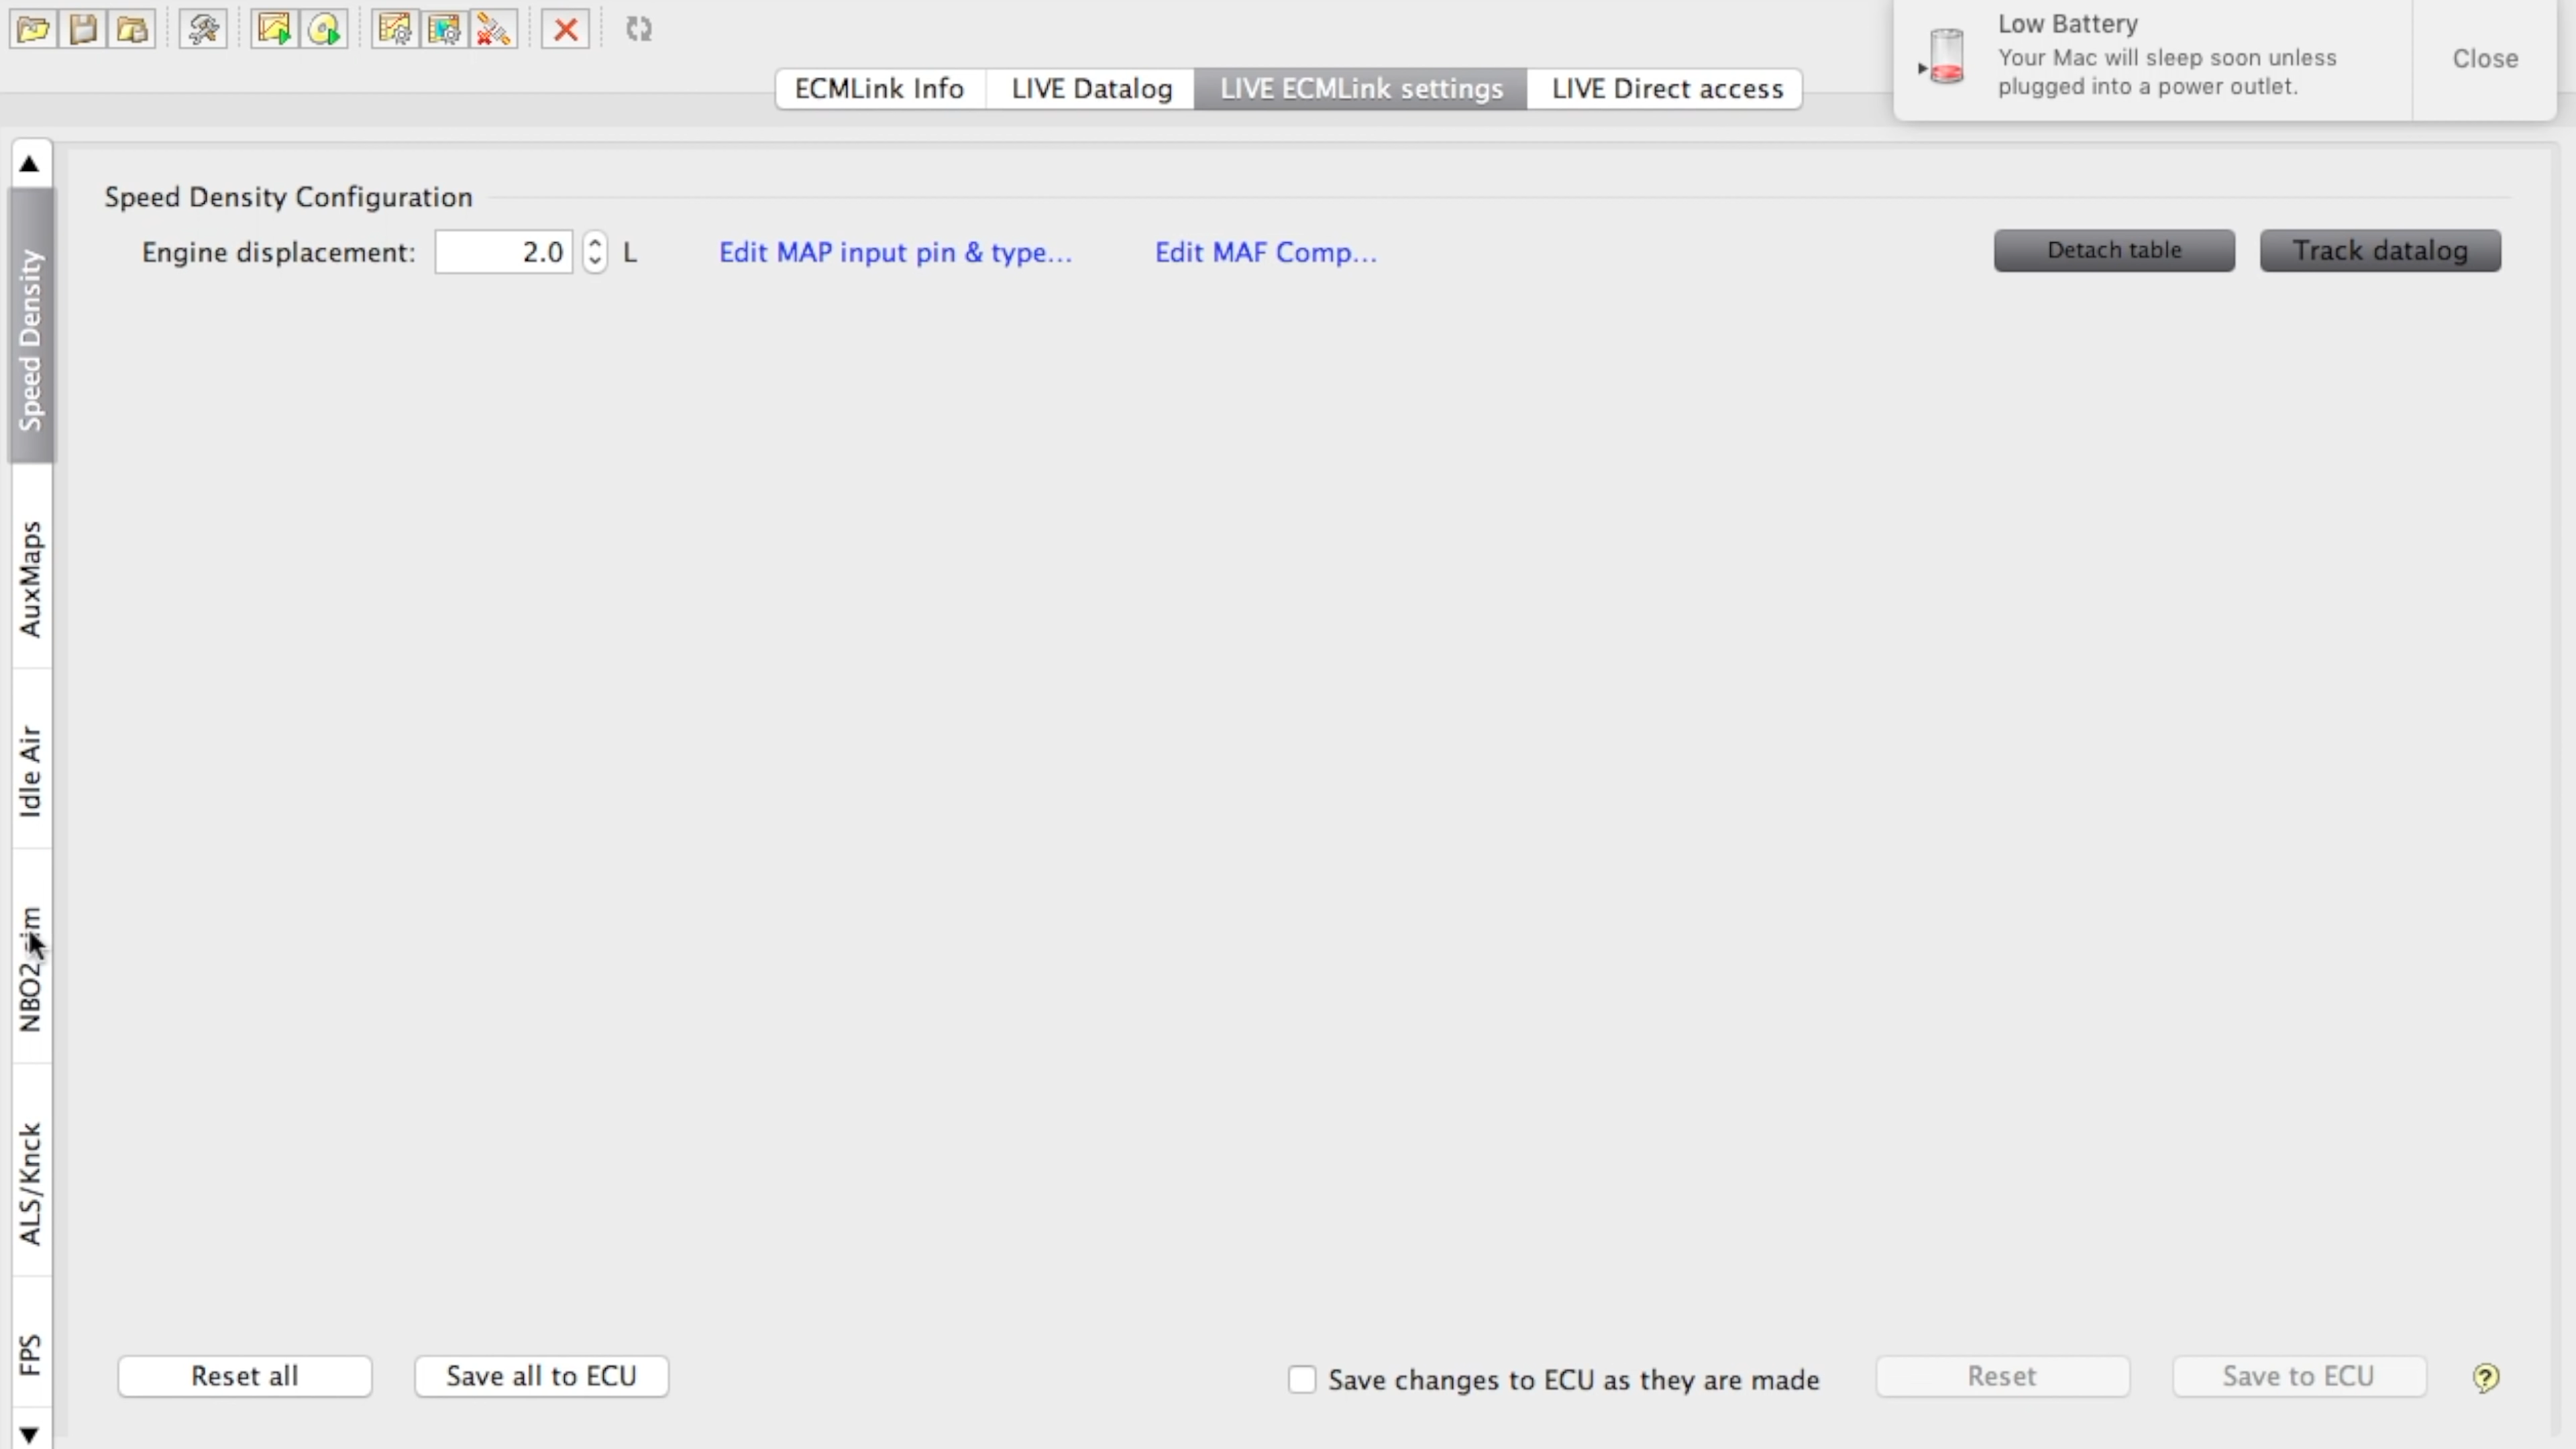 Low Battery
Your Mac will sleep soon unless
plugged into a power outlet.
Close
ECMLink Info
LIVE Datalog
LIVE ECMLink settings
LIVE Direct access
Speed Density
AuxMaps
Idle Air
NBO2
ALS/Knck
FPS
Speed Density Configuration
Engine displacement: 2.0 L
Edit MAP input pin & type...
Edit MAF Comp...
Detach table
Track datalog
Reset all
Save all to ECU
Save changes to ECU as they are made
Reset
Save to ECU
?